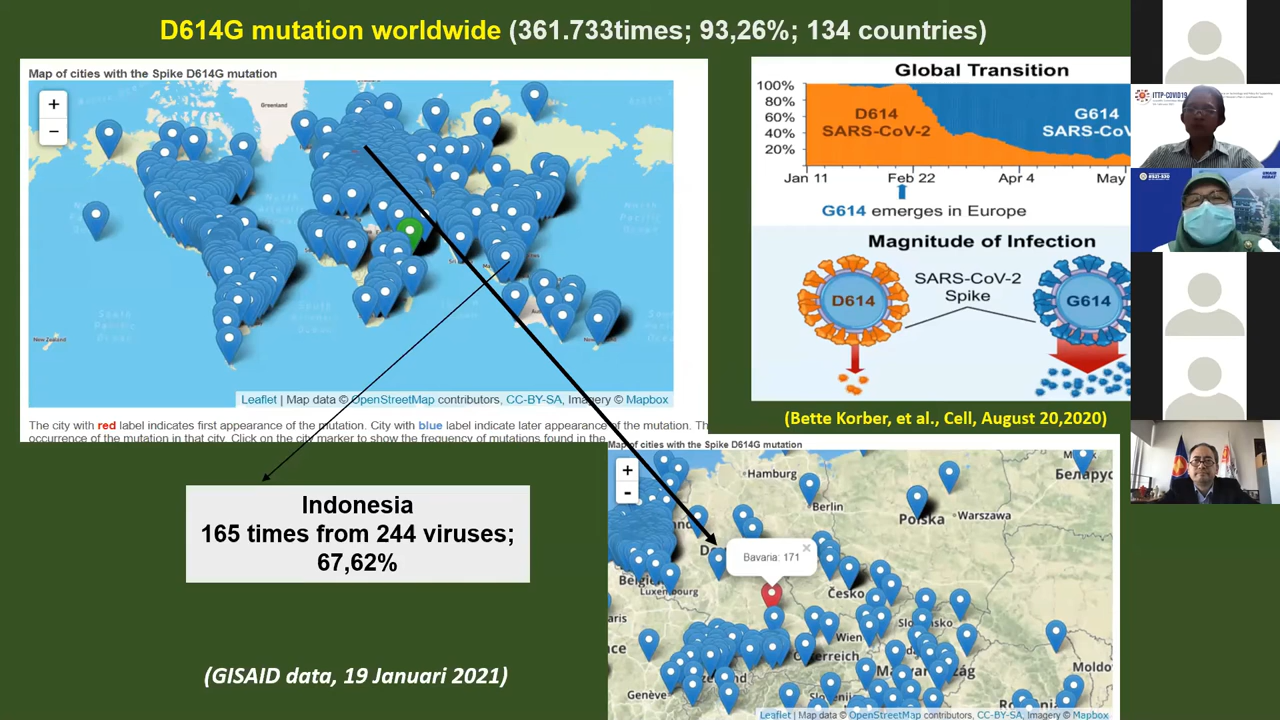 D614G mutation worldwide (361.733times; 93,26%; 134 countries)
Map of cities with the Spike D614G mutation
+
−
Greenland
New Zealand
Leaflet | Map data © OpenStreetMap contributors, CC-BY-SA, Imagery © Mapbox
The city with red label indicates first appearance of the mutation. City with blue label indicate later appearance of the mutation. Th
occurrence of the mutation in that city. Click on the city marker to show the frequency of mutations found in the
Indonesia
165 times from 244 viruses;
67,62%
(GISAID data, 19 Januari 2021)
Global Transition
100%
80%
60%
40%
20%
D614
SARS-CoV-2
G614
SARS-CoV
Jan 11
Feb 22
Apr 4
May
G614 emerges in Europe
Magnitude of Infection
SARS-CoV-2
Spike
D614
G614
(Bette Korber, et al., Cell, August 20,2020)
Map of cities with the Spike D614G mutation
+
-
Hamburg
Berlin
Polska
Warszawa
Беларус
Bavaria: 171
×
België
Luxembourg
Česko
aris
Wien
Slo
nsko
Österreich
Magyarország
Moldo
Genève
Leaflet | Map data © OpenStreetMap contributors, CC-BY-SA, Imagery © Mapbox
ITTP-COVID19